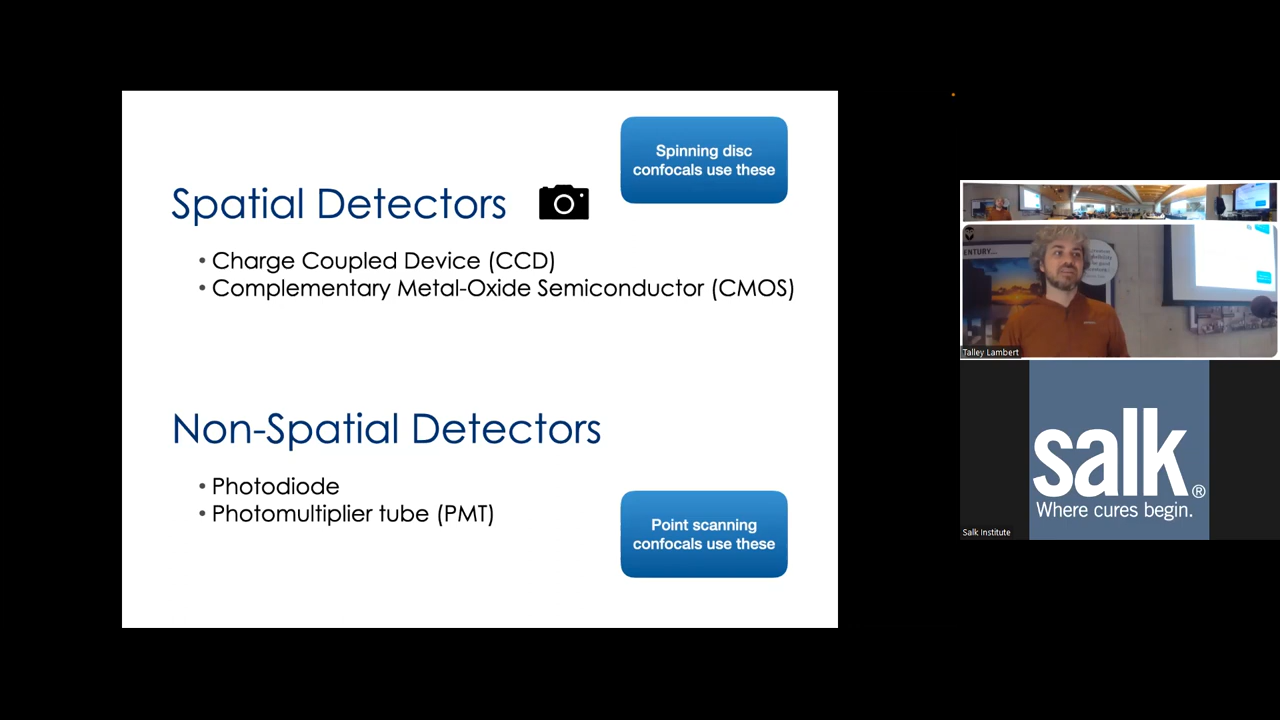 Spinning disc
confocals use these
Spatial Detectors
• Charge Coupled Device (CCD)
• Complementary Metal-Oxide Semiconductor (CMOS)
Non-Spatial Detectors
• Photodiode
• Photomultiplier tube (PMT)
Point scanning
confocals use these
ENTURY...
Talley Lambert
salk®
Where cures begin.
Salk Institute